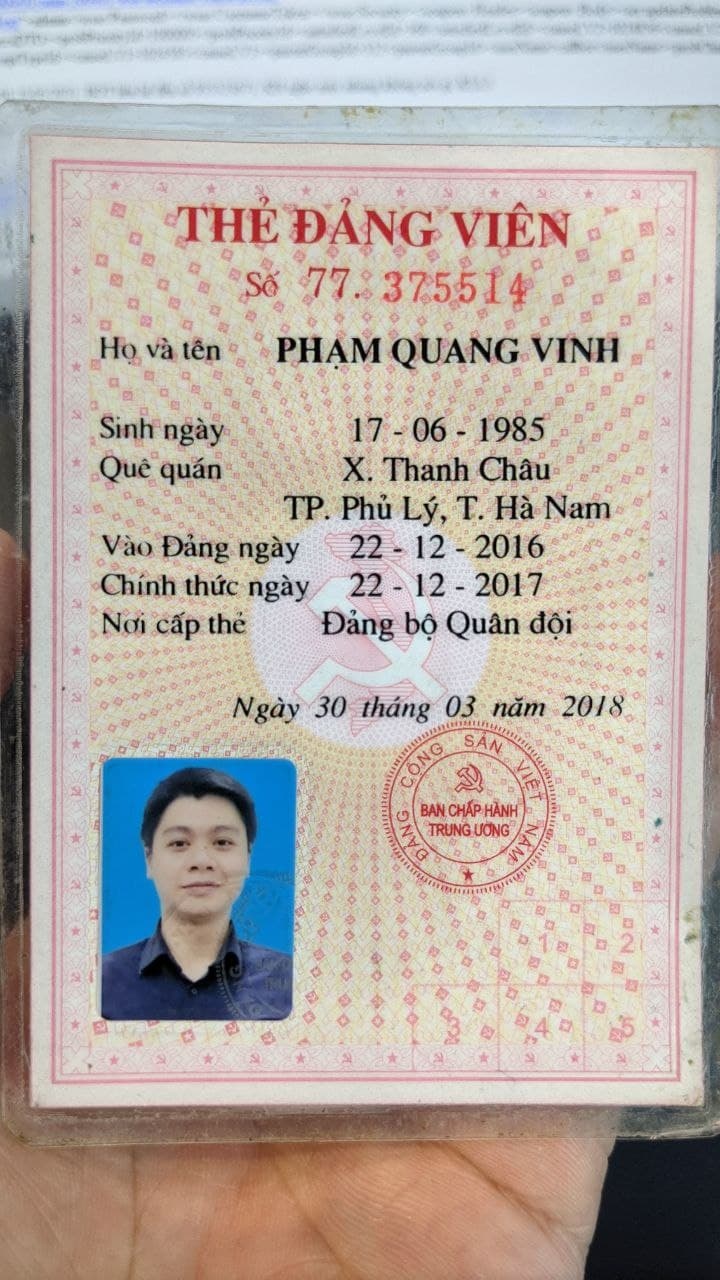 THẺ ĐẢNG VIÊN
Số 77. 375514
Họ và tên PHẠM QUANG VINH
Sinh ngày 17 - 06 - 1985
Quê quán X. Thanh Châu
TP. Phủ Lý, T. Hà Nam
Vào Đảng ngày 22 - 12 - 2016
Chính thức ngày 22 - 12 - 2017
Nơi cấp thẻ Đảng bộ Quân đội
Ngày 30 tháng 03 năm 2018
ĐẢNG CỘNG SẢN VIỆT NAM
BAN CHẤP HÀNH
TRUNG ƯƠNG
1 2
3 4 5